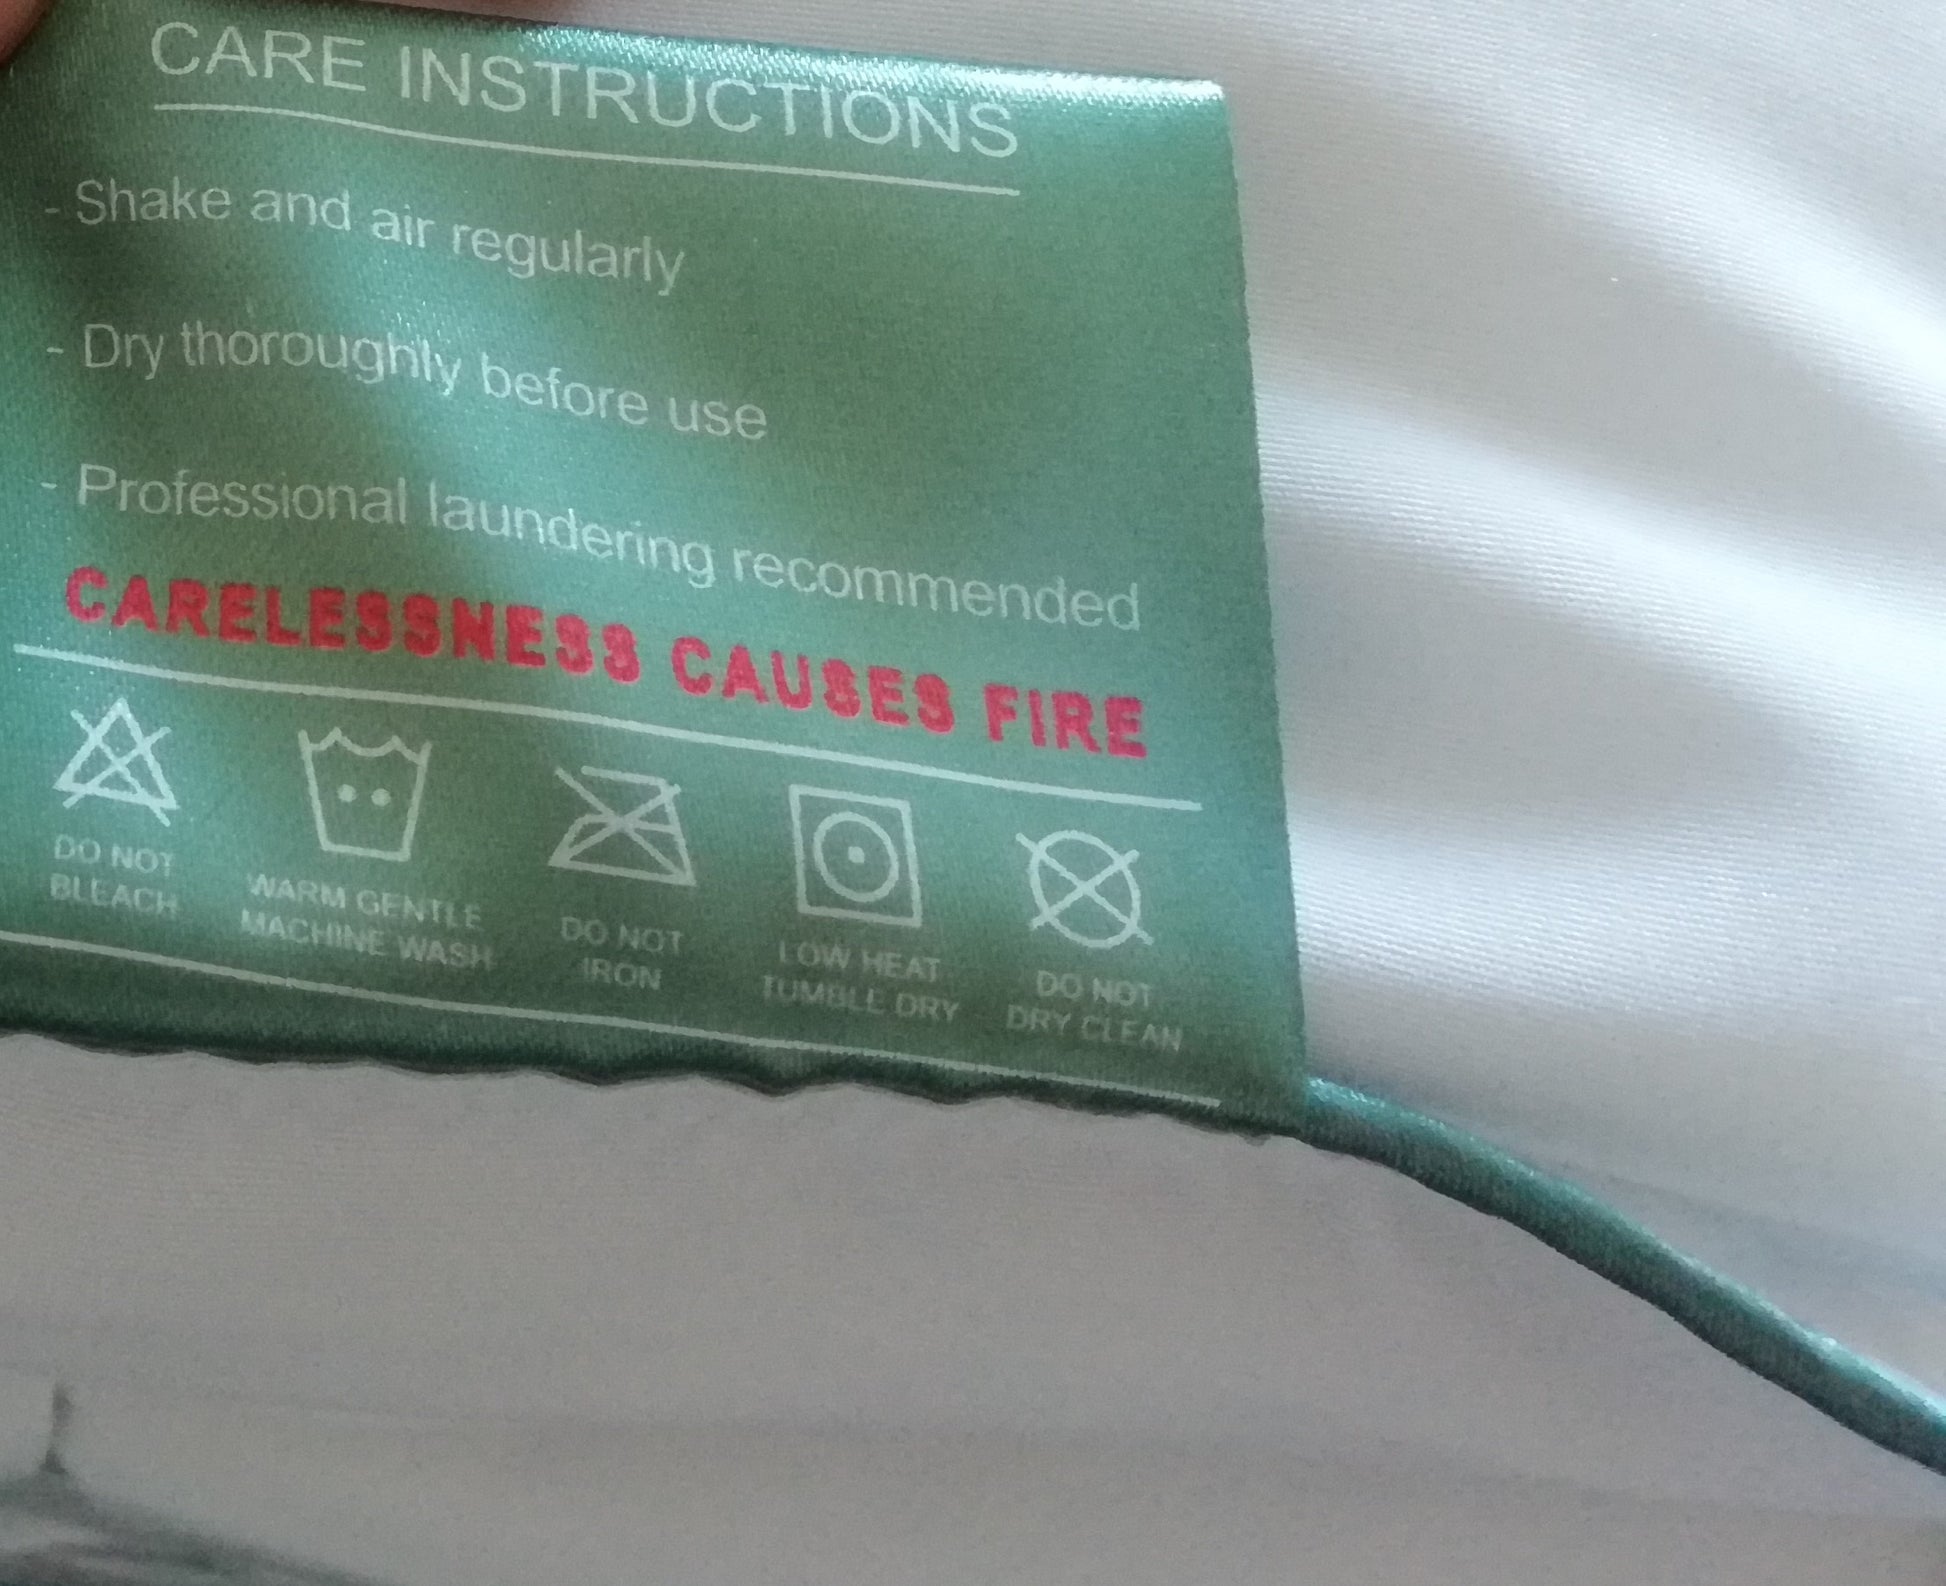 CARE INSTRUCTIONS
- Shake and air regularly
- Dry thoroughly before use
- Professional laundering recommended
CARELESSNESS CAUSES FIRE
DO NOT
BLEACH
WARM GENTLE
MACHINE WASH
DO NOT
IRON
LOW HEAT
TUMBLE DRY
DO NOT
DRY CLEAN